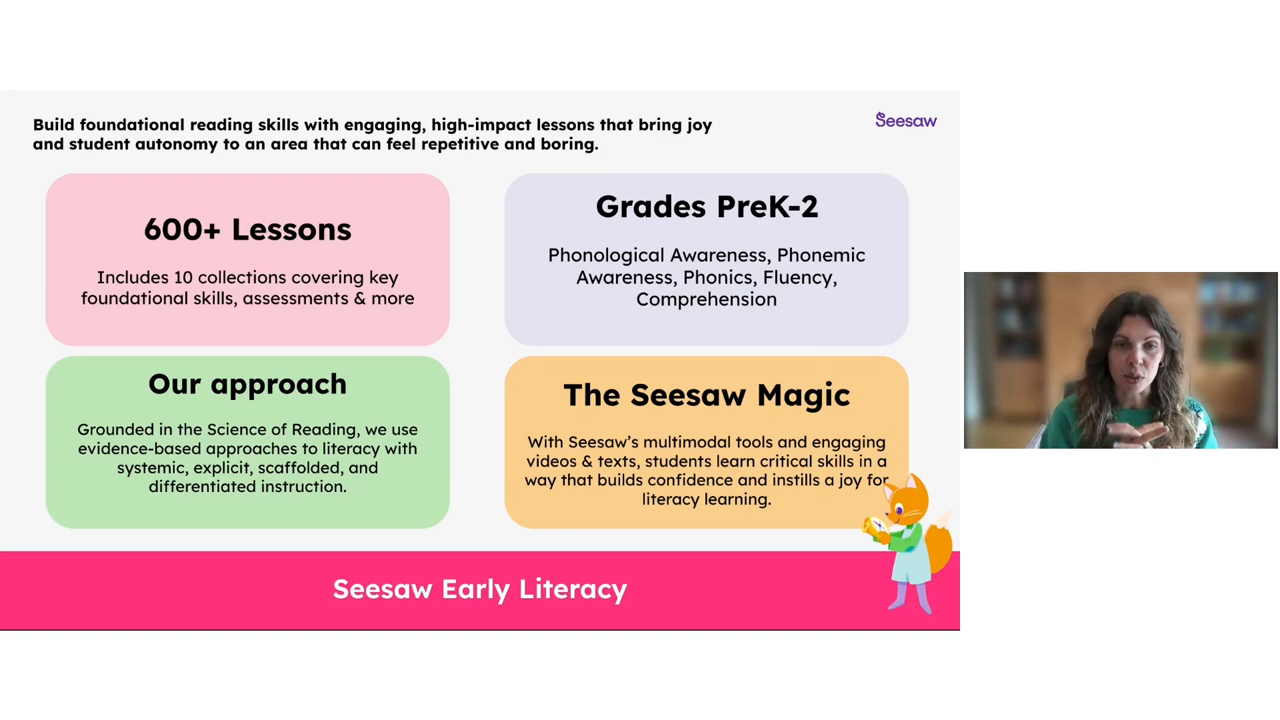 Build foundational reading skills with engaging, high-impact lessons that bring joy
and student autonomy to an area that can feel repetitive and boring.
Seesaw
600+ Lessons
Includes 10 collections covering key
foundational skills, assessments & more
Grades PreK-2
Phonological Awareness, Phonemic
Awareness, Phonics, Fluency,
Comprehension
Our approach
Grounded in the Science of Reading, we use
evidence-based approaches to literacy with
systemic, explicit, scaffolded, and
differentiated instruction.
The Seesaw Magic
With Seesaw’s multimodal tools and engaging
videos & texts, students learn critical skills in a
way that builds confidence and instills a joy for
literacy learning.
Seesaw Early Literacy